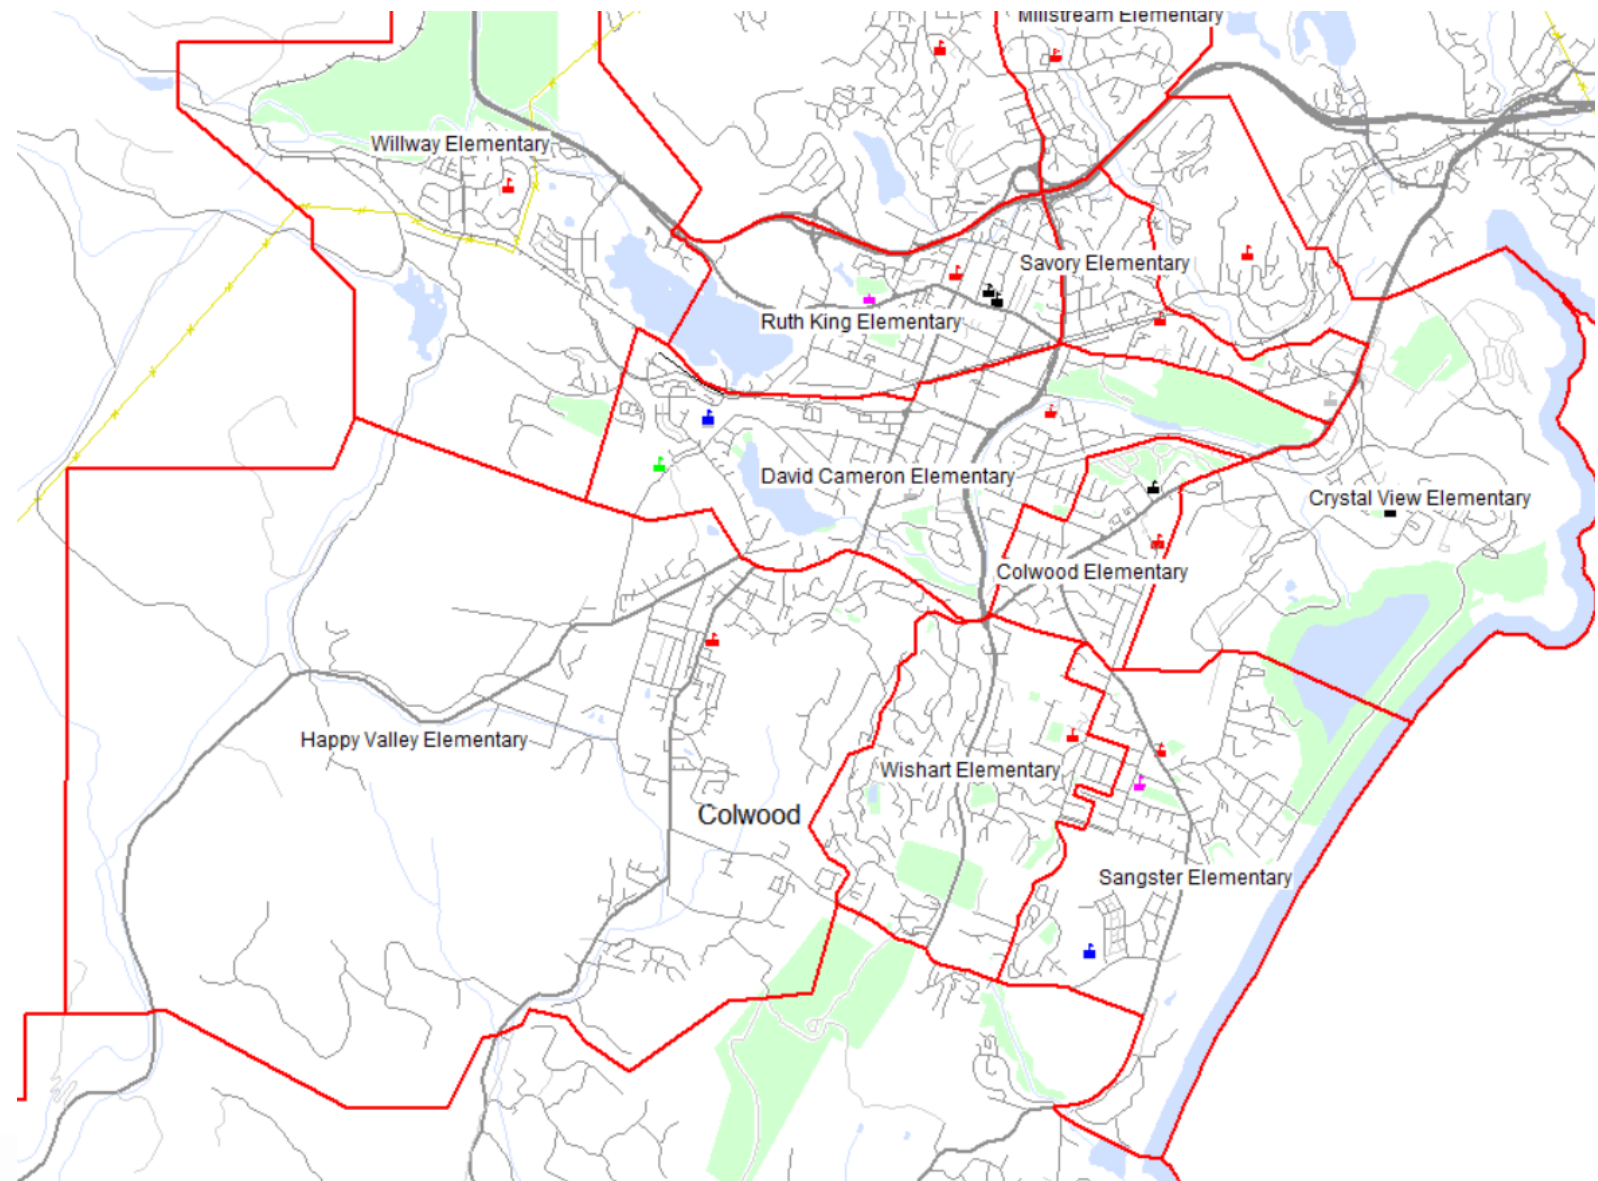 Millstream Elementary
Willway Elementary
Savory Elementary
Ruth King Elementary
David Cameron Elementary
Crystal View Elementary
Colwood Elementary
Happy Valley Elementary
Wishart Elementary
Colwood
Sangster Elementary